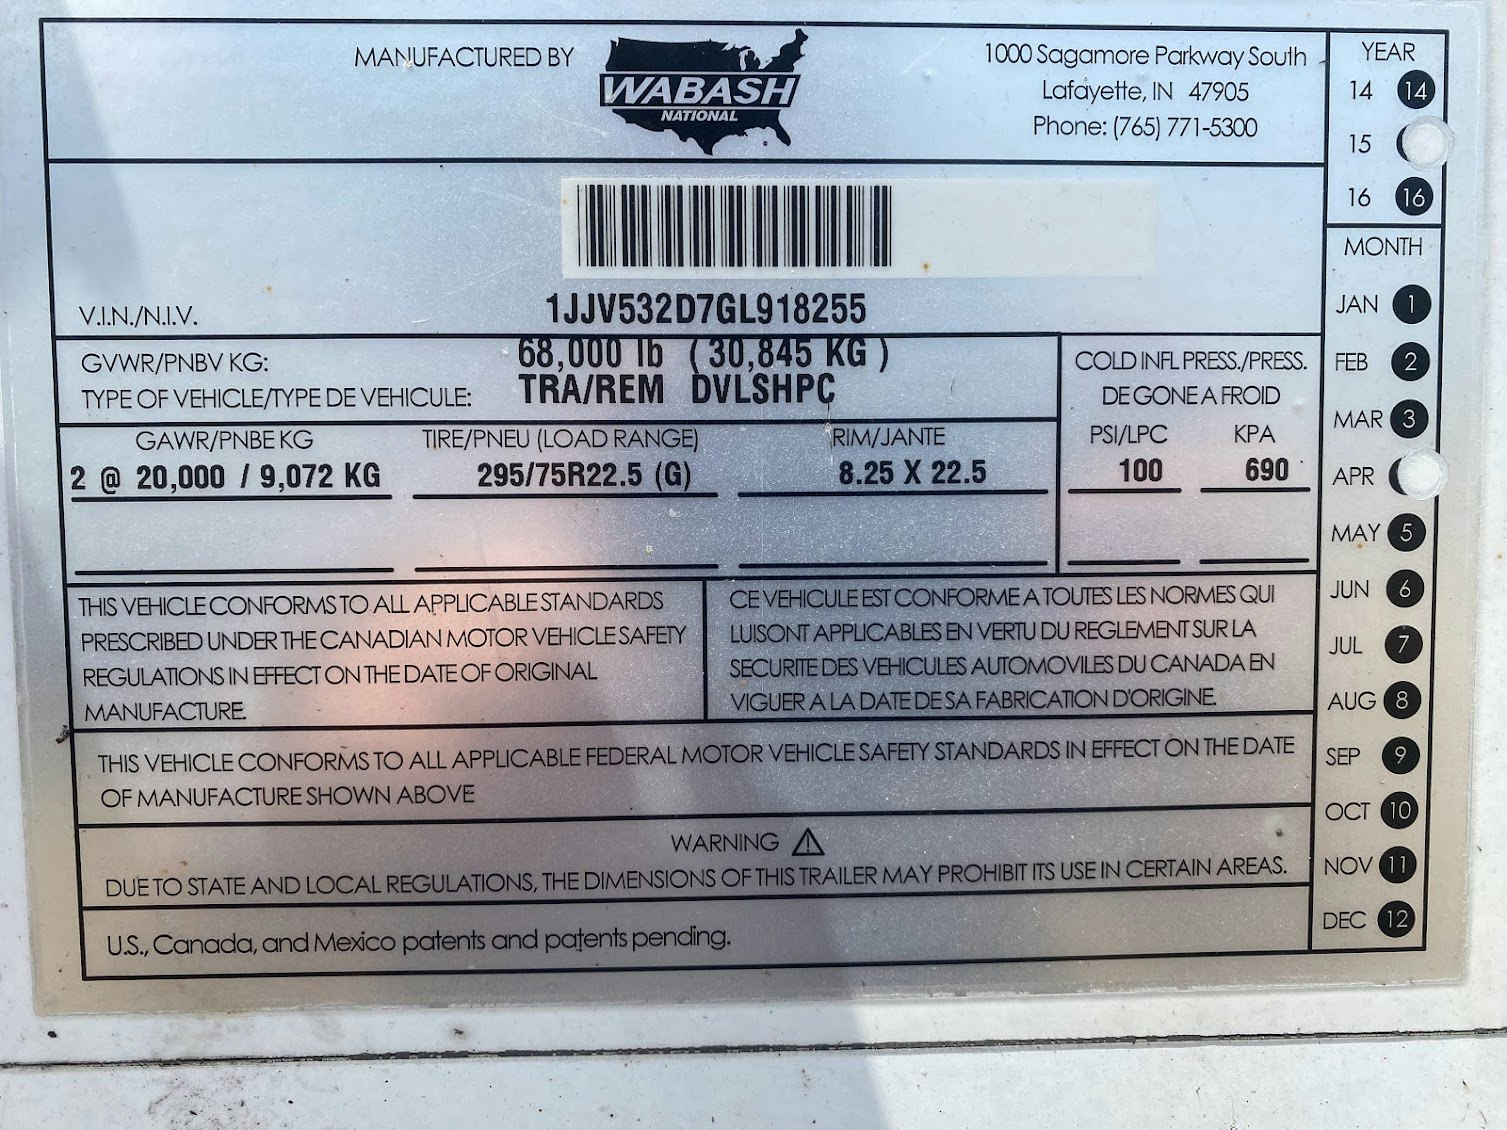 MANUFACTURED BY
WABASH
NATIONAL
1000 Sagamore Parkway South
Lafayette, IN 47905
Phone: (765) 771-5300
V.I.N./N.I.V. 1JJV532D7GL918255
GVWR/PNBV KG: 68,000 lb ( 30,845 KG )
TYPE OF VEHICLE/TYPE DE VEHICULE: TRA/REM DVLSHPC
COLD INFL PRESS./PRESS.
DE GONE A FROID
GAWR/PNBE KG TIRE/PNEU (LOAD RANGE) RIM/JANTE PSI/LPC KPA
2 @ 20,000 / 9,072 KG 295/75R22.5 (G) 8.25 X 22.5 100 690
THIS VEHICLE CONFORMS TO ALL APPLICABLE STANDARDS
PRESCRIBED UNDER THE CANADIAN MOTOR VEHICLE SAFETY
REGULATIONS IN EFFECT ON THE DATE OF ORIGINAL
MANUFACTURE.
CE VEHICULE EST CONFORME A TOUTES LES NORMES QUI
LUISONT APPLICABLES EN VERTU DU REGLEMENT SUR LA
SECURITE DES VEHICULES AUTOMOVILES DU CANADA EN
VIGUER A LA DATE DE SA FABRICATION D'ORIGINE.
THIS VEHICLE CONFORMS TO ALL APPLICABLE FEDERAL MOTOR VEHICLE SAFETY STANDARDS IN EFFECT ON THE DATE
OF MANUFACTURE SHOWN ABOVE
WARNING
DUE TO STATE AND LOCAL REGULATIONS, THE DIMENSIONS OF THIS TRAILER MAY PROHIBIT ITS USE IN CERTAIN AREAS.
U.S., Canada, and Mexico patents and patents pending.
YEAR
14 14
15
16 16
MONTH
JAN 1
FEB 2
MAR 3
APR
MAY 5
JUN 6
JUL 7
AUG 8
SEP 9
OCT 10
NOV 11
DEC 12